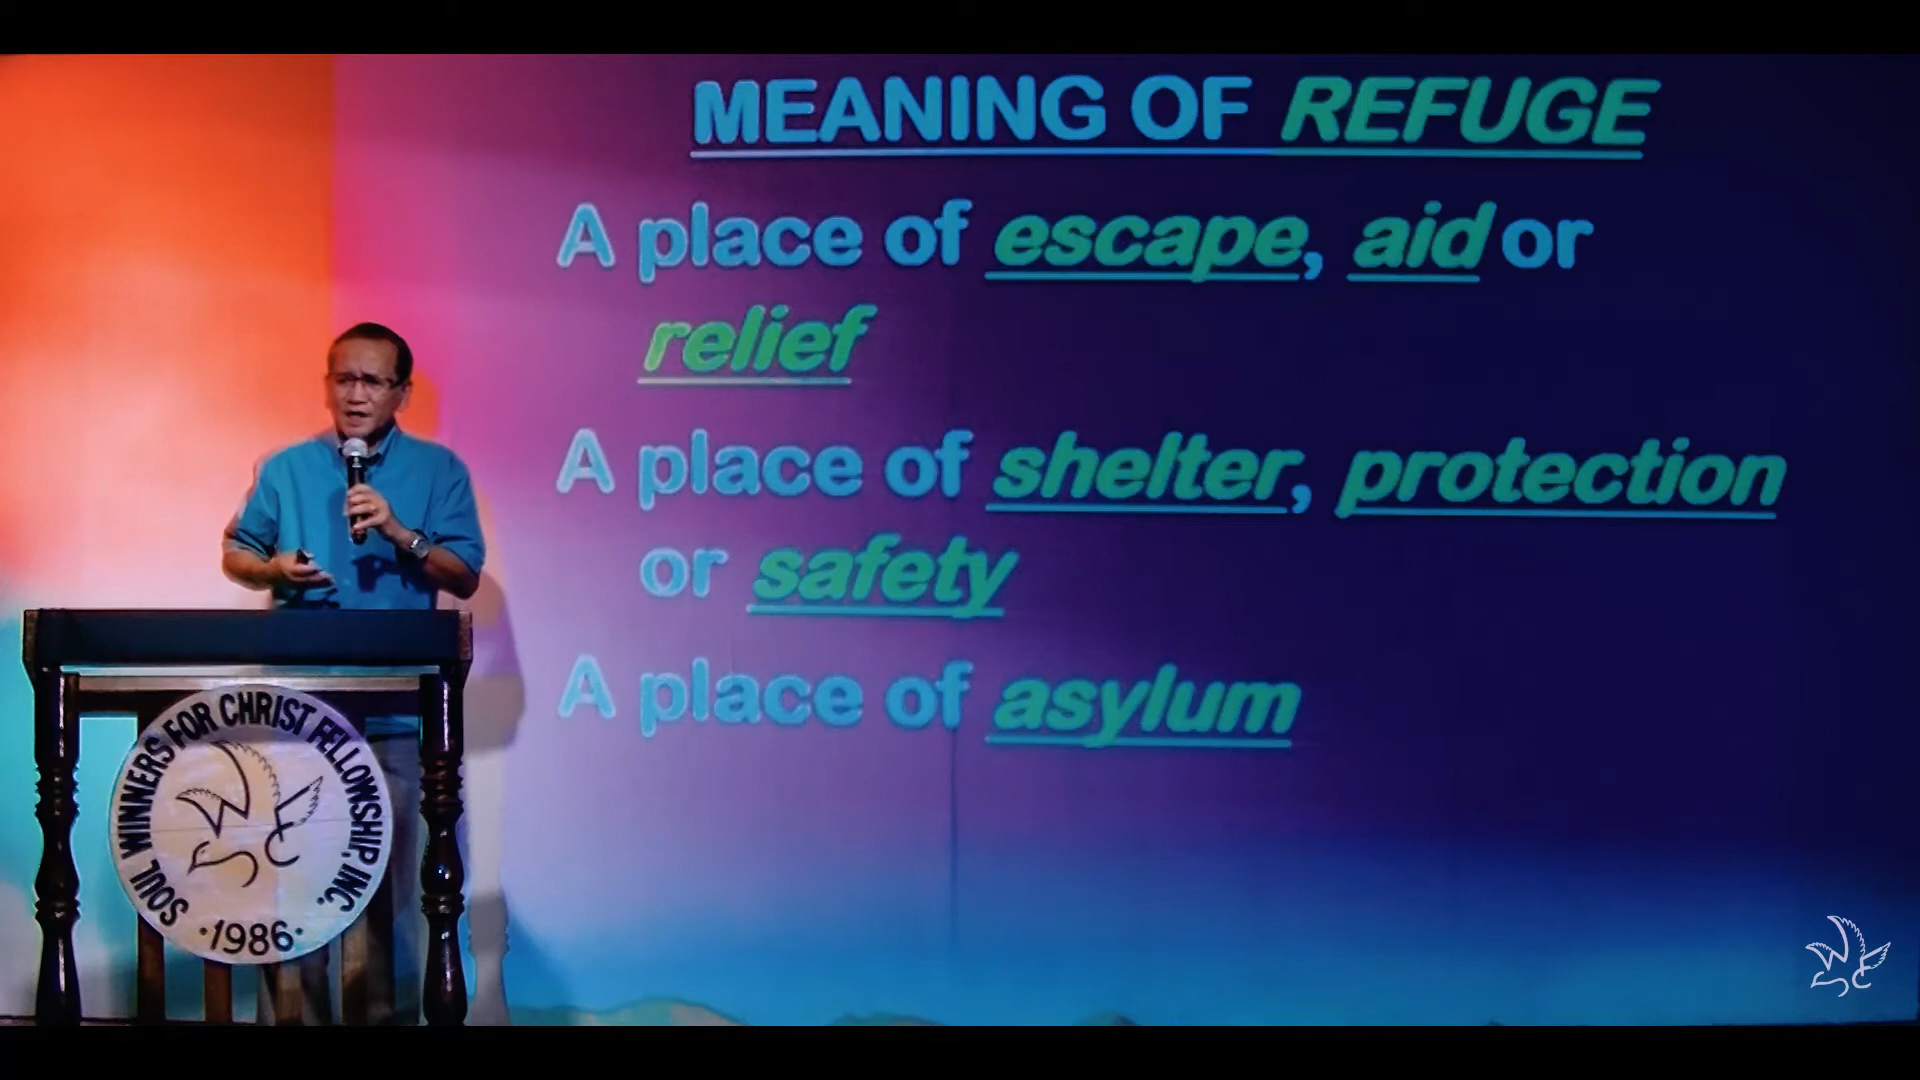 MEANING OF REFUGE
A place of escape, aid or
relief
A place of shelter, protection
or safety
A place of asylum
SOUL WINNERS FOR CHRIST FELLOWSHIP, INC.
·1986·
SWFC